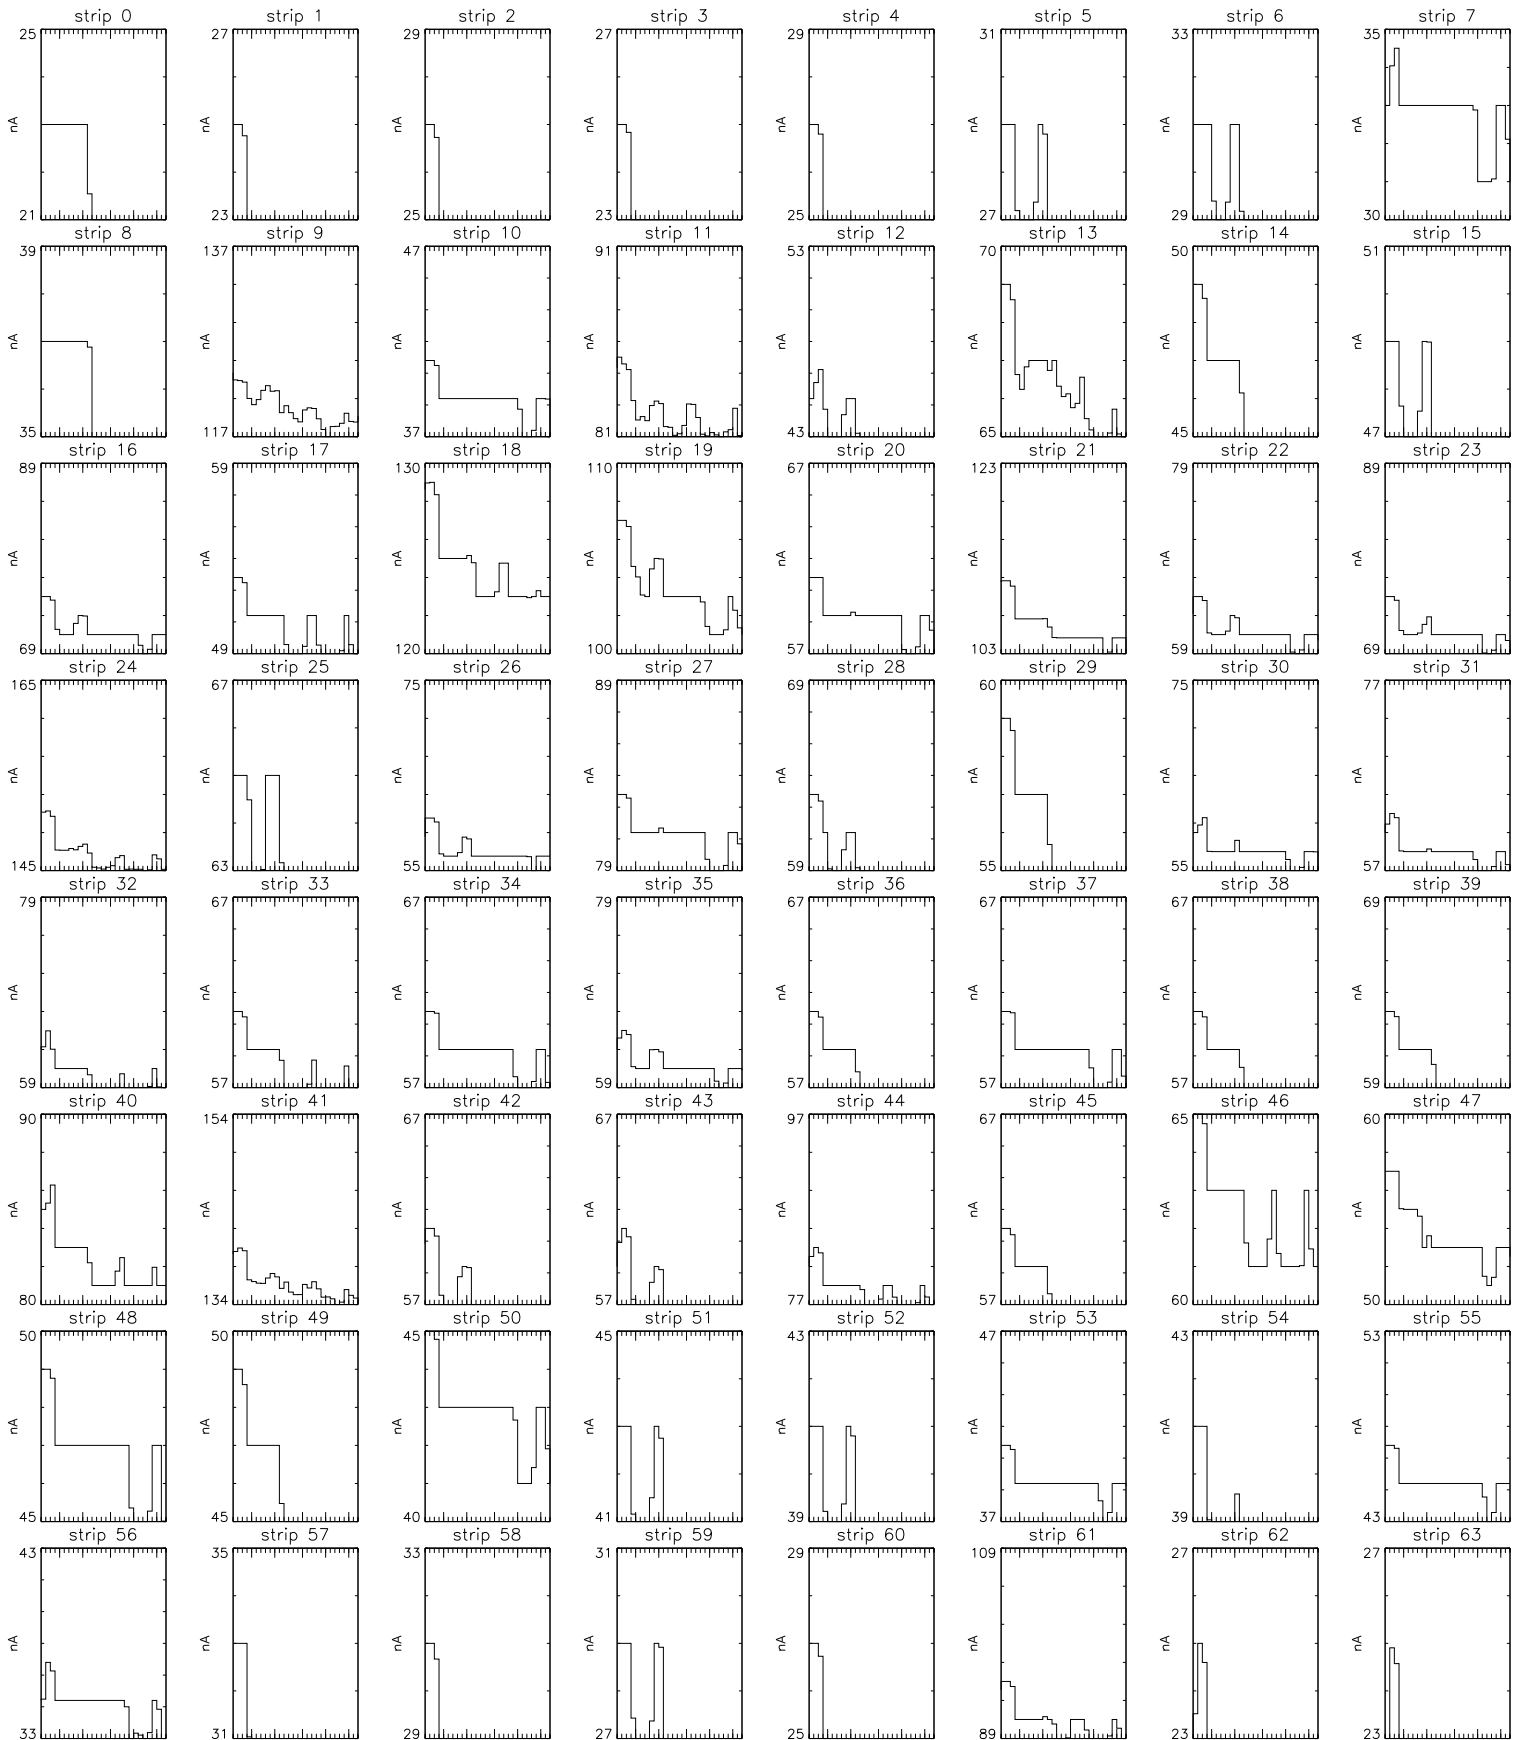 strip 0 strip 1 strip 2 strip 3 strip 4 strip 5 strip 6 strip 7
25 27 29 27 29 31 33 35
nA nA nA nA nA nA nA nA
21 23 25 23 25 27 29 30
strip 8 strip 9 strip 10 strip 11 strip 12 strip 13 strip 14 strip 15
39 137 47 91 53 70 50 51
nA nA nA nA nA nA nA nA
35 117 37 81 43 65 45 47
strip 16 strip 17 strip 18 strip 19 strip 20 strip 21 strip 22 strip 23
89 59 130 110 67 123 79 89
nA nA nA nA nA nA nA nA
69 49 120 100 57 103 59 69
strip 24 strip 25 strip 26 strip 27 strip 28 strip 29 strip 30 strip 31
165 67 75 89 69 60 75 77
nA nA nA nA nA nA nA nA
145 63 55 79 59 55 55 57
strip 32 strip 33 strip 34 strip 35 strip 36 strip 37 strip 38 strip 39
79 67 67 79 67 67 67 69
nA nA nA nA nA nA nA nA
59 57 57 59 57 57 57 59
strip 40 strip 41 strip 42 strip 43 strip 44 strip 45 strip 46 strip 47
90 154 67 67 97 67 65 60
nA nA nA nA nA nA nA nA
80 134 57 57 77 57 60 50
strip 48 strip 49 strip 50 strip 51 strip 52 strip 53 strip 54 strip 55
50 50 45 45 43 47 43 53
nA nA nA nA nA nA nA nA
45 45 40 41 39 37 39 43
strip 56 strip 57 strip 58 strip 59 strip 60 strip 61 strip 62 strip 63
43 35 33 31 29 109 27 27
nA nA nA nA nA nA nA nA
33 31 29 27 25 89 23 23